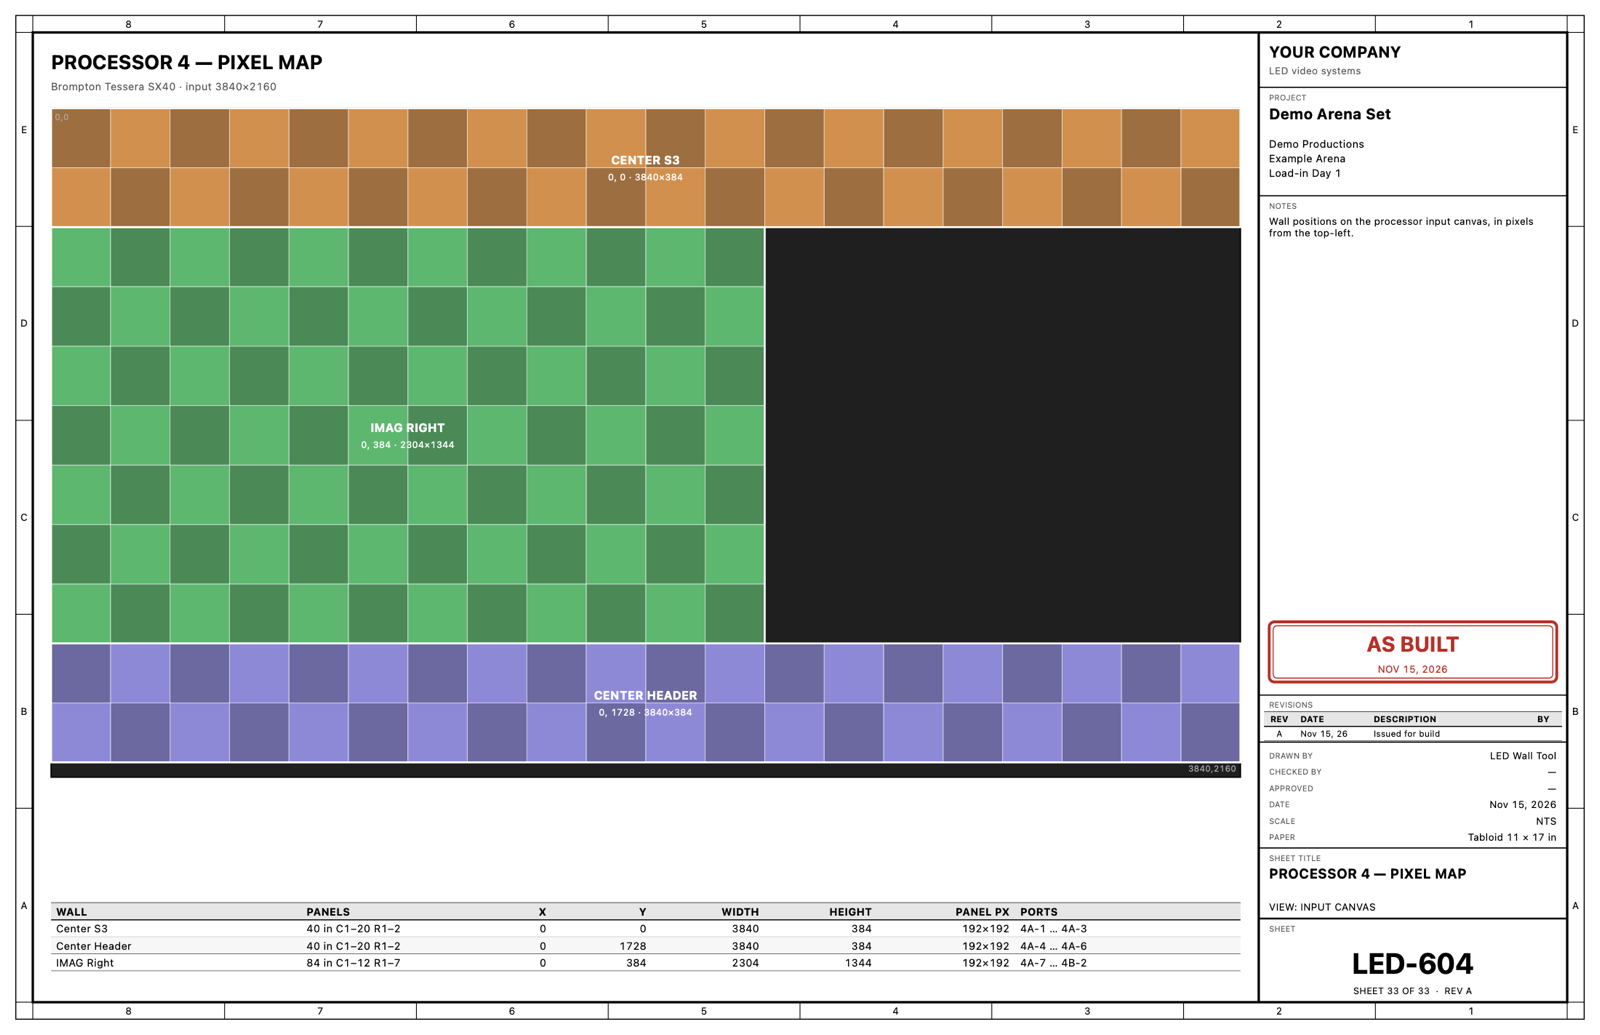 8 7 6 5 4 3 2 1
PROCESSOR 4 — PIXEL MAP
Brompton Tessera SX40 · input 3840×2160
0,0
CENTER S3
0, 0 · 3840×384
IMAG RIGHT
0, 384 · 2304×1344
CENTER HEADER
0, 1728 · 3840×384
3840,2160
WALL PANELS X Y WIDTH HEIGHT PANEL PX PORTS
Center S3 40 in C1–20 R1–2 0 0 3840 384 192×192 4A-1 … 4A-3
Center Header 40 in C1–20 R1–2 0 1728 3840 384 192×192 4A-4 … 4A-6
IMAG Right 84 in C1–12 R1–7 0 384 2304 1344 192×192 4A-7 … 4B-2
YOUR COMPANY
LED video systems
PROJECT
Demo Arena Set
Demo Productions
Example Arena
Load-in Day 1
NOTES
Wall positions on the processor input canvas, in pixels
from the top-left.
AS BUILT
NOV 15, 2026
REVISIONS
REV DATE DESCRIPTION BY
A Nov 15, 26 Issued for build
DRAWN BY LED Wall Tool
CHECKED BY —
APPROVED —
DATE Nov 15, 2026
SCALE NTS
PAPER Tabloid 11 × 17 in
SHEET TITLE
PROCESSOR 4 — PIXEL MAP
VIEW: INPUT CANVAS
SHEET
LED-604
SHEET 33 OF 33 · REV A
E E
D D
C C
B B
A A
8 7 6 5 4 3 2 1